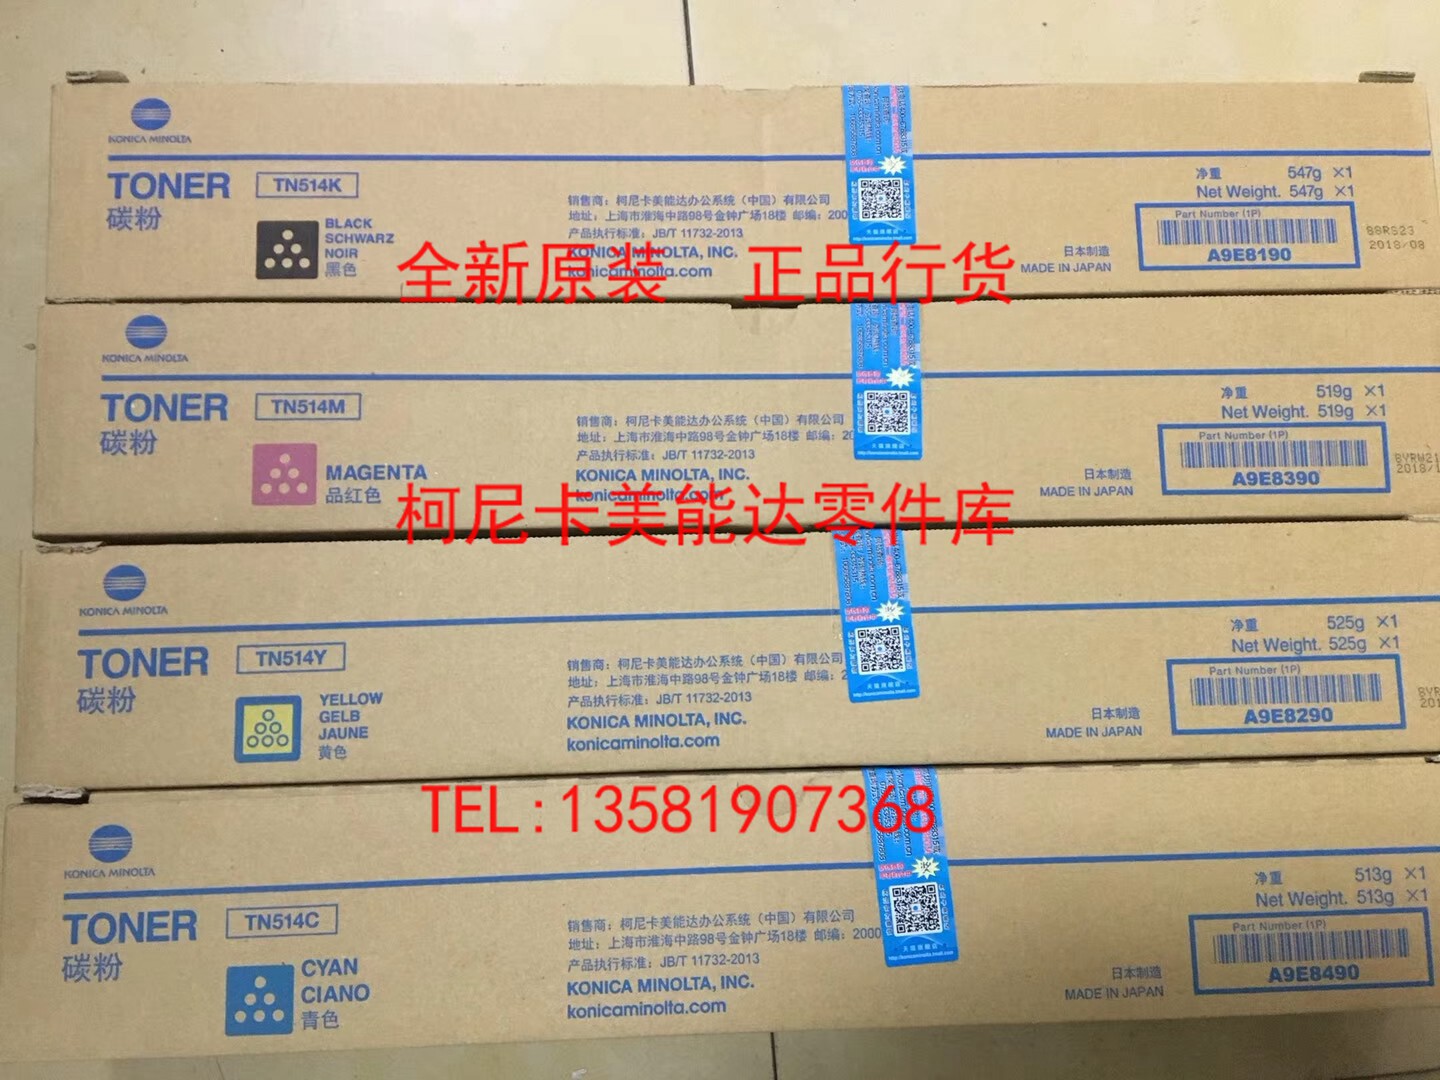 KONICA MINOLTA
TONER TN514K
碳粉
BLACK
SCHWARZ
NOIR
黑色
销售商：柯尼卡美能达办公系统（中国）有限公司
地址：上海市淮海中路98号金钟广场18楼 邮编：200
产品执行标准：JB/T 11732-2013
KONICA MINOLTA, INC.
konicaminolta.com
日本制造
MADE IN JAPAN
净重 547g ×1
Net Weight. 547g ×1
Part Number (1P)
A9E8190
2018/08
全新原装 正品行货
KONICA MINOLTA
TONER TN514M
碳粉
MAGENTA
品红色
销售商：柯尼卡美能达办公系统（中国）有限公司
地址：上海市淮海中路98号金钟广场18楼 邮编：20
产品执行标准：JB/T 11732-2013
KONICA MINOLTA, INC.
konicaminolta.com
日本制造
MADE IN JAPAN
净重 519g ×1
Net Weight. 519g ×1
Part Number (1P)
A9E8390
柯尼卡美能达零件库
KONICA MINOLTA
TONER TN514Y
碳粉
YELLOW
GELB
JAUNE
黄色
销售商：柯尼卡美能达办公系统（中国）有限公司
地址：上海市淮海中路98号金钟广场18楼 邮编：2
产品执行标准：JB/T 11732-2013
KONICA MINOLTA, INC.
konicaminolta.com
日本制造
MADE IN JAPAN
净重 525g ×1
Net Weight. 525g ×1
Part Number (1P)
A9E8290
TEL:13581907368
KONICA MINOLTA
TONER TN514C
碳粉
CYAN
CIANO
青色
销售商：柯尼卡美能达办公系统（中国）有限公司
地址：上海市淮海中路98号金钟广场18楼 邮编：2000
产品执行标准：JB/T 11732-2013
KONICA MINOLTA, INC.
konicaminolta.com
日本制造
MADE IN JAPAN
净重 513g ×1
Net Weight. 513g ×1
Part Number (1P)
A9E8490